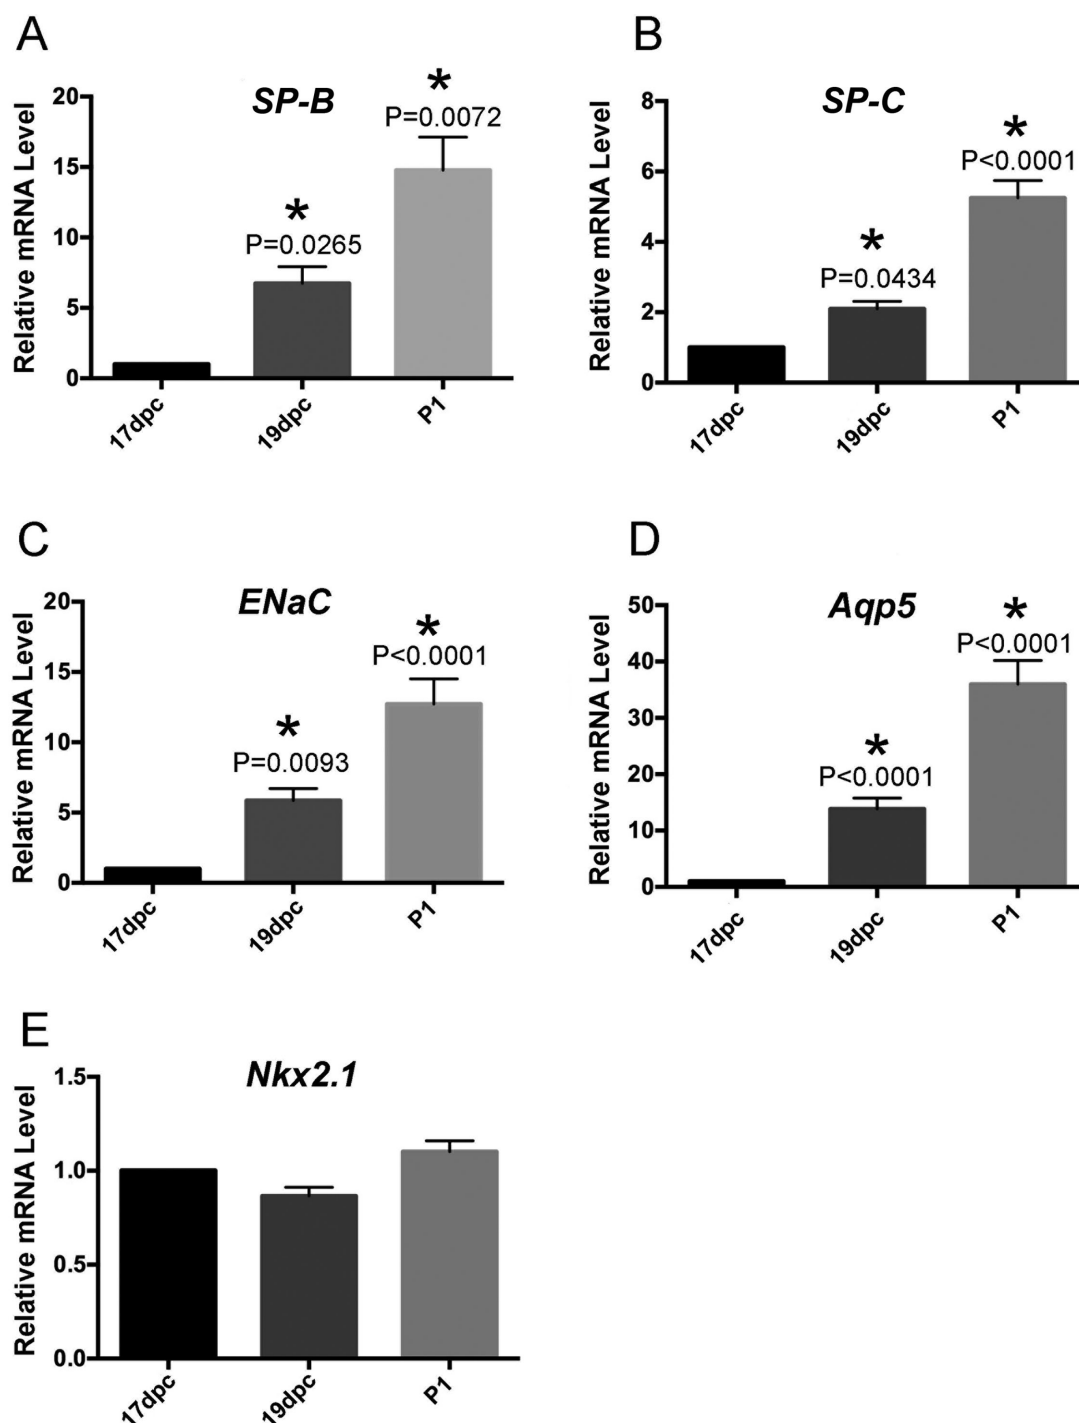 A
SP-B
Relative mRNA Level
20
15
10
5
0
*
P=0.0265
*
P=0.0072
17dpc
19dpc
P1
B
SP-C
Relative mRNA Level
8
6
4
2
0
*
P=0.0434
*
P<0.0001
17dpc
19dpc
P1
C
ENaC
Relative mRNA Level
20
15
10
5
0
*
P=0.0093
*
P<0.0001
17dpc
19dpc
P1
D
Aqp5
Relative mRNA Level
50
40
30
20
10
0
*
P<0.0001
*
P<0.0001
17dpc
19dpc
P1
E
Nkx2.1
Relative mRNA Level
1.5
1.0
0.5
0.0
17dpc
19dpc
P1